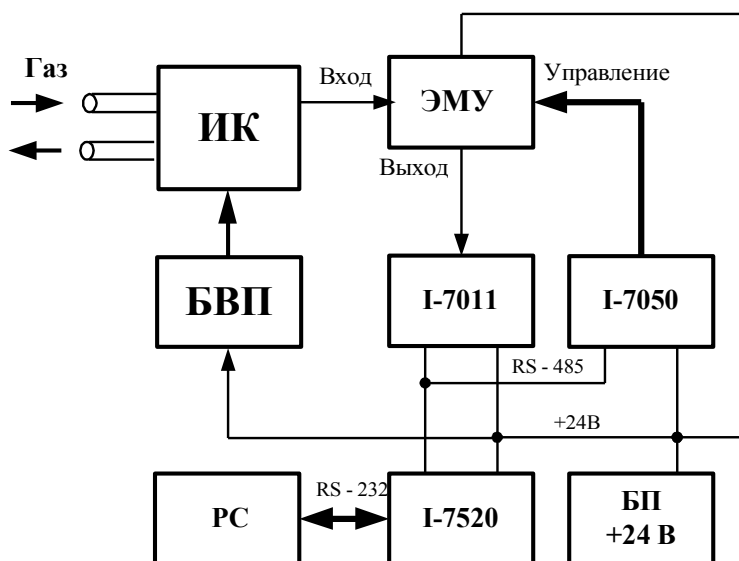 Газ
Вход
Управление
ИК
ЭМУ
Выход
БВП
I-7011
I-7050
RS - 485
+24В
RS - 232
PC
I-7520
БП
+24 В